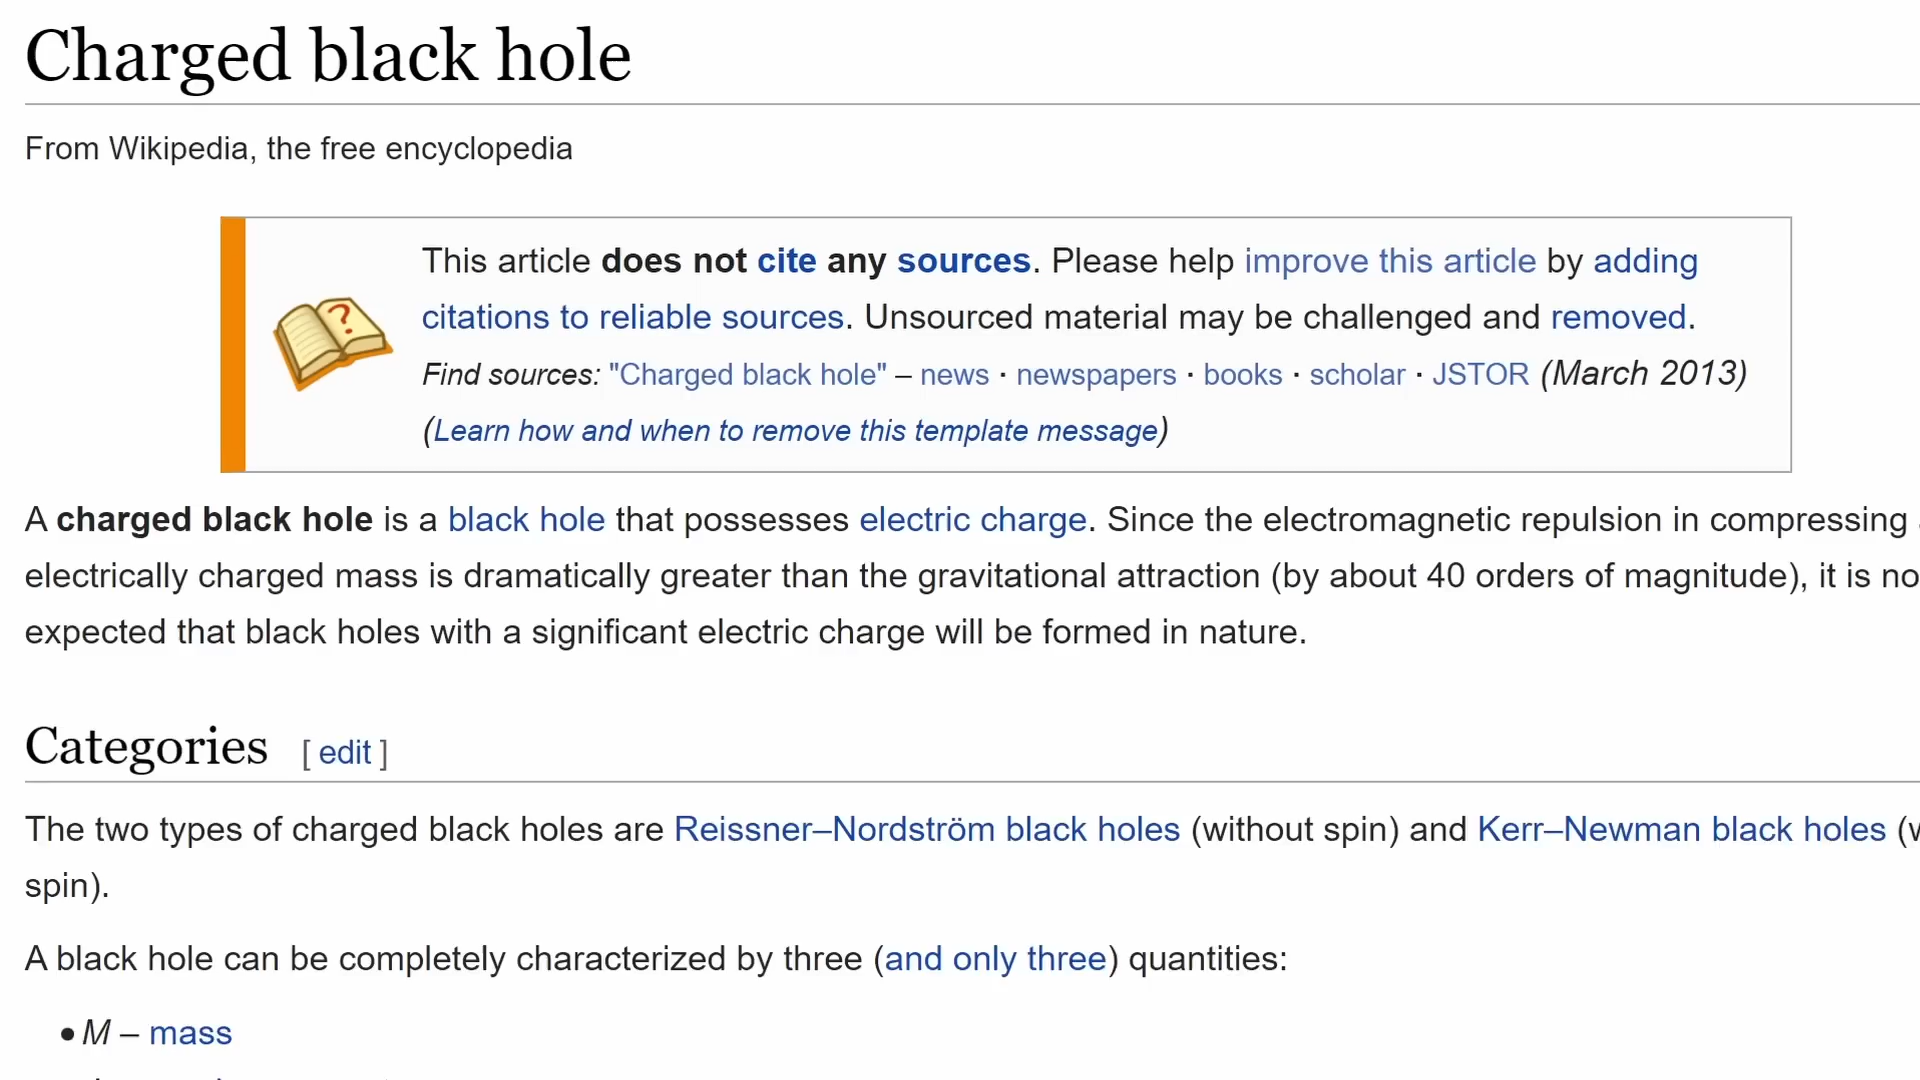 Charged black hole
From Wikipedia, the free encyclopedia
This article does not cite any sources. Please help improve this article by adding
citations to reliable sources. Unsourced material may be challenged and removed.
Find sources: "Charged black hole" – news · newspapers · books · scholar · JSTOR (March 2013)
(Learn how and when to remove this template message)
A charged black hole is a black hole that possesses electric charge. Since the electromagnetic repulsion in compressing
electrically charged mass is dramatically greater than the gravitational attraction (by about 40 orders of magnitude), it is no
expected that black holes with a significant electric charge will be formed in nature.
Categories [ edit ]
The two types of charged black holes are Reissner–Nordström black holes (without spin) and Kerr–Newman black holes (
spin).
A black hole can be completely characterized by three (and only three) quantities:
• M – mass